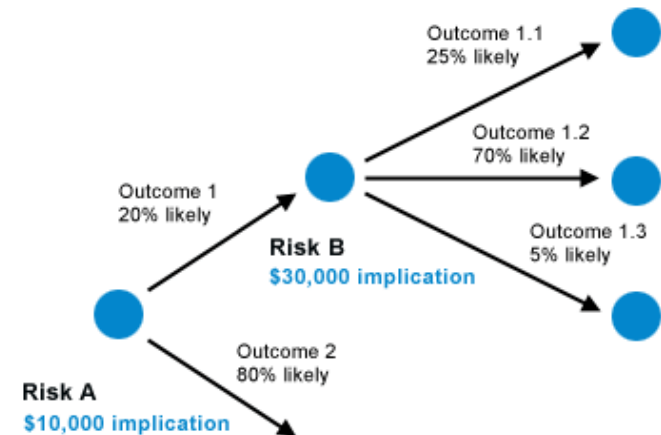 Outcome 1.1
25% likely
Outcome 1.2
70% likely
Outcome 1
20% likely
Outcome 1.3
5% likely
Risk B
$30,000 implication
Outcome 2
80% likely
Risk A
$10,000 implication